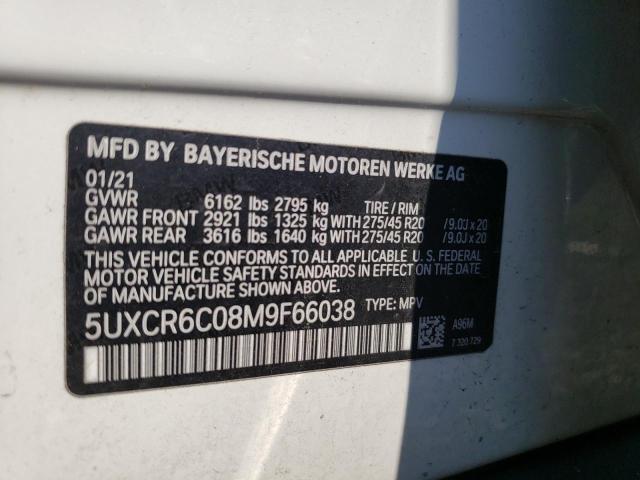 MFD BY BAYERISCHE MOTOREN WERKE AG
01/21
GVWR 6162 lbs 2795 kg TIRE / RIM
GAWR FRONT 2921 lbs 1325 kg WITH 275/45 R20 / 9.0J x 20
GAWR REAR 3616 lbs 1640 kg WITH 275/45 R20 / 9.0J x 20
THIS VEHICLE CONFORMS TO ALL APPLICABLE U. S. FEDERAL
MOTOR VEHICLE SAFETY STANDARDS IN EFFECT ON THE DATE
OF MANUFACTURE SHOWN ABOVE.
5UXCR6C08M9F66038 TYPE: MPV
A96M
7 320 729